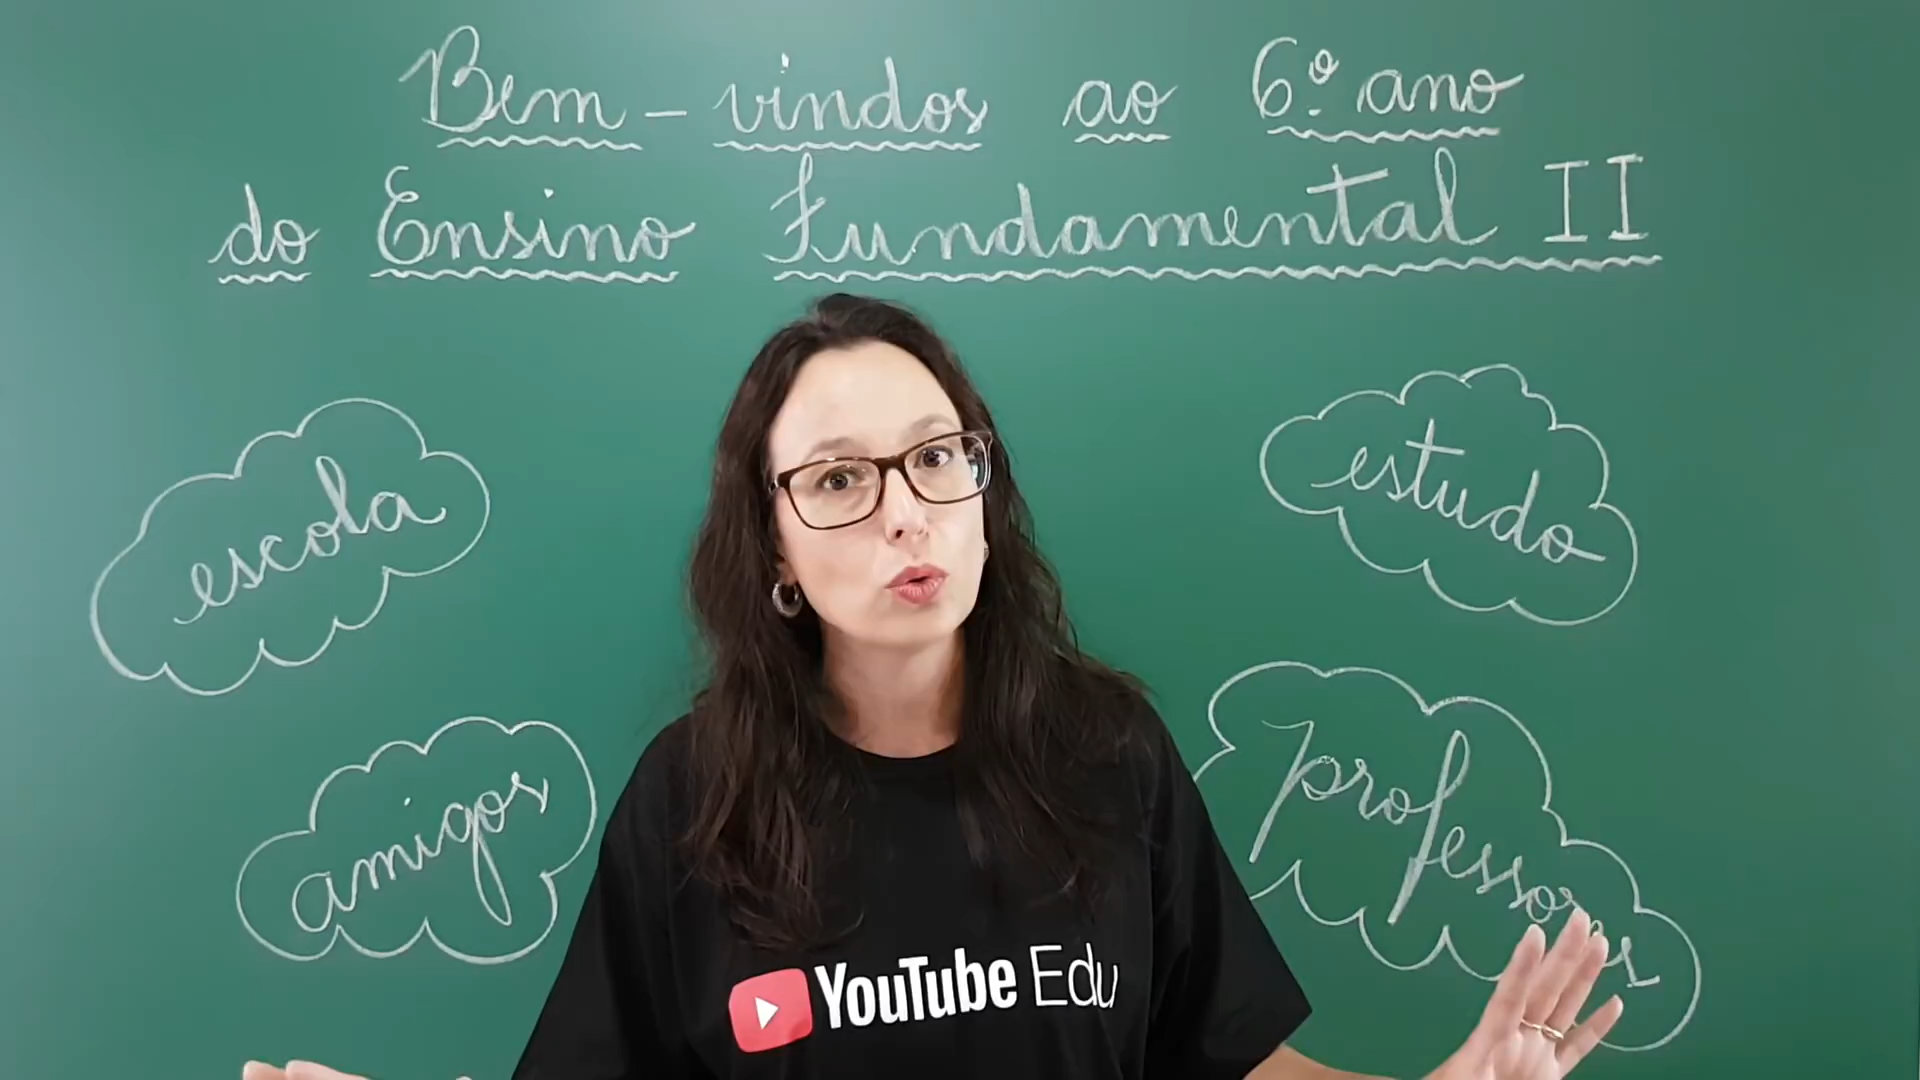 Bem-vindos ao 6º ano
do Ensino Fundamental II
escola
estudo
amigos
professores
YouTube Edu